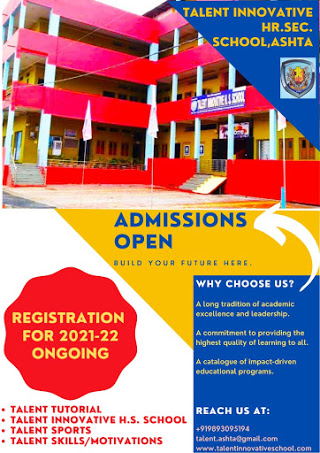 TALENT INNOVATIVE
HR.SEC.
SCHOOL,ASHTA
TALENT INNOVATIVE H. S. SCHOOL
ADMISSIONS
OPEN
BUILD YOUR FUTURE HERE.
WHY CHOOSE US?
A long tradition of academic
excellence and leadership.
A commitment to providing the
highest quality of learning to all.
A catalogue of impact-driven
educational programs.
REGISTRATION
FOR 2021-22
ONGOING
• TALENT TUTORIAL
• TALENT INNOVATIVE H.S. SCHOOL
• TALENT SPORTS
• TALENT SKILLS/MOTIVATIONS
REACH US AT:
+919893095194
talent.ashta@gmail.com
www.talentinnovativeschool.com